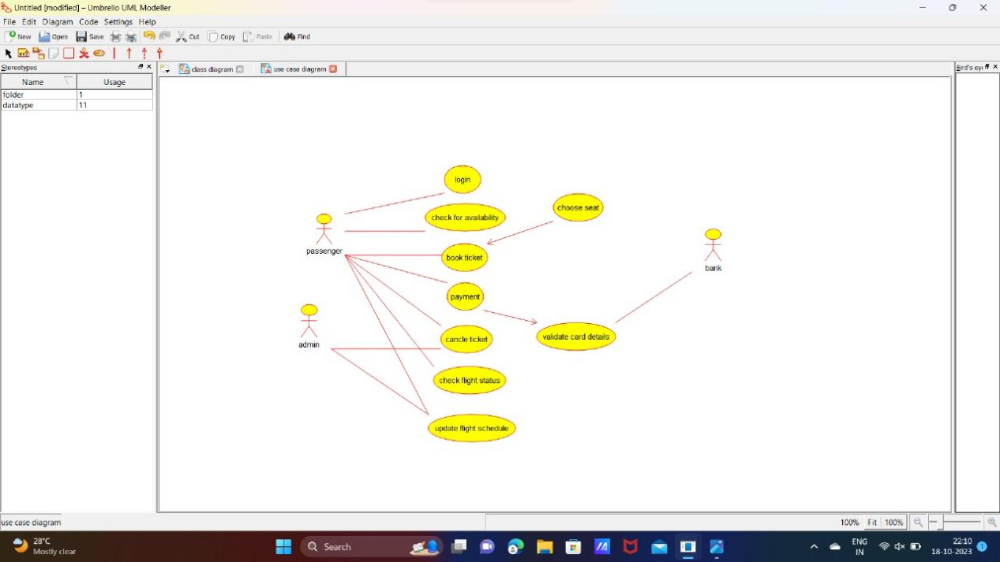 Untitled [modified] – Umbrello UML Modeller
File Edit Diagram Code Settings Help
New Open Save Cut Copy Paste Find
Stereotypes
class diagram use case diagram
Bird's eye
Name Usage
folder 1
datatype 11
login
choose seat
check for availability
passenger
book ticket
bank
payment
admin
cancle ticket
validate card details
check flight status
update flight schedule
use case diagram
100% Fit 100%
28°C
Mostly clear
Search
ENG
IN
22:10
18-10-2023
1